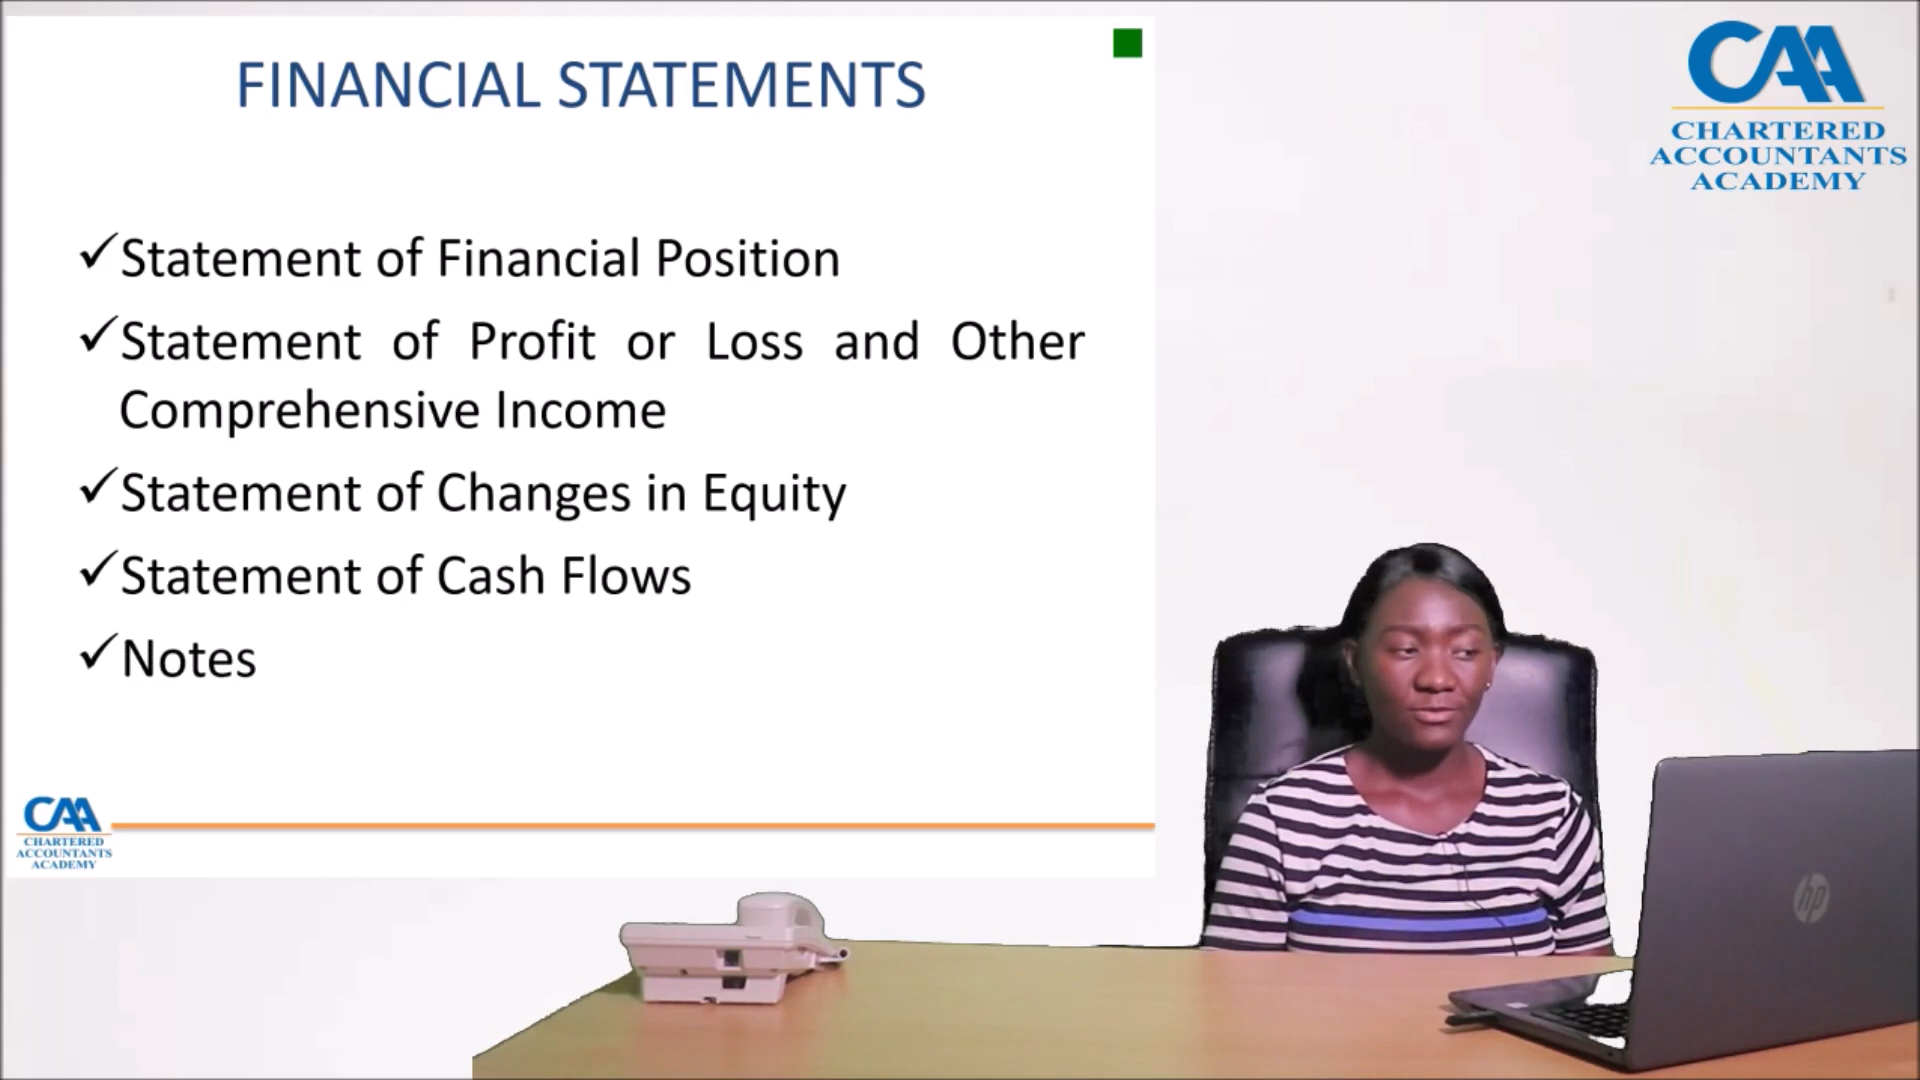 FINANCIAL STATEMENTS
✓Statement of Financial Position
✓Statement of Profit or Loss and Other
Comprehensive Income
✓Statement of Changes in Equity
✓Statement of Cash Flows
✓Notes
CAA
CHARTERED
ACCOUNTANTS
ACADEMY
CAA
CHARTERED
ACCOUNTANTS
ACADEMY
hp